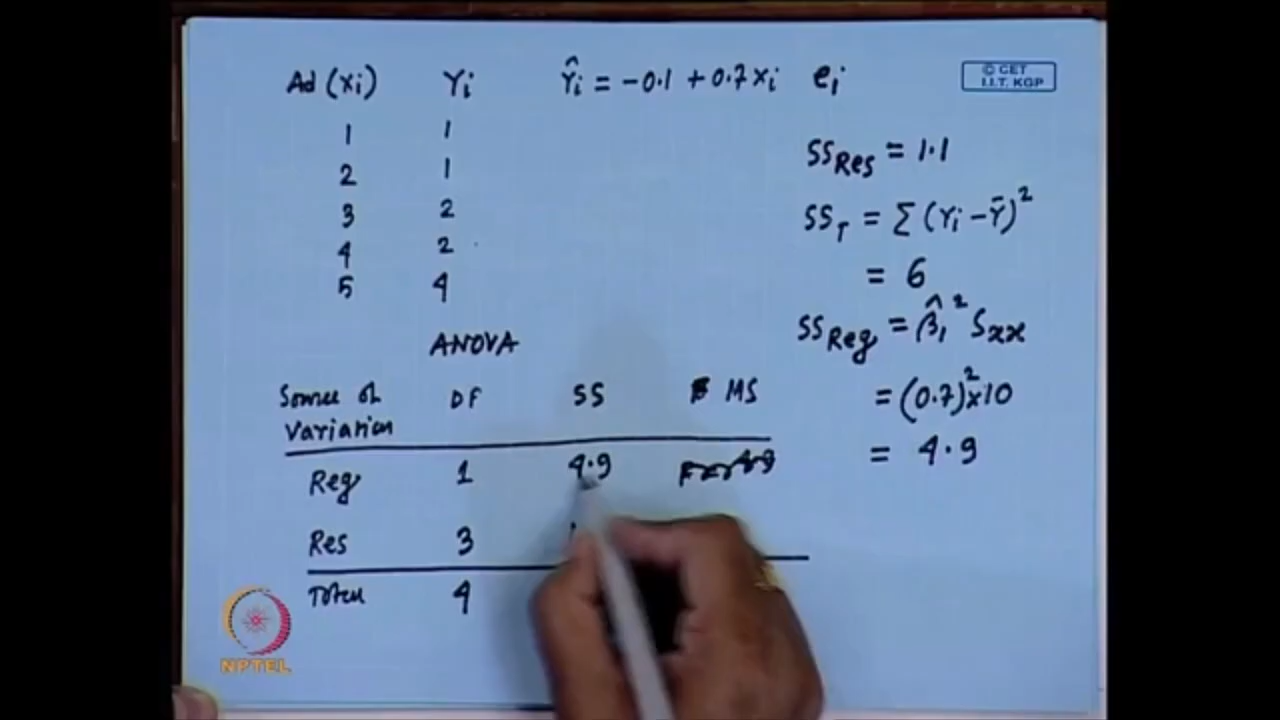 Ad (xi) Yi Ŷi = -0.1 + 0.7xi ei
© CET
I.I.T. KGP
1 1
2 1
3 2
4 2
5 4
SSRes = 1.1
SST = Σ (Yi - Ȳ)²
= 6
SSReg = β̂₁² Sxx
= (0.7)² × 10
= 4.9
ANOVA
Source of Variation DF SS MS
Reg 1 4.9
Res 3
Total 4
NPTEL